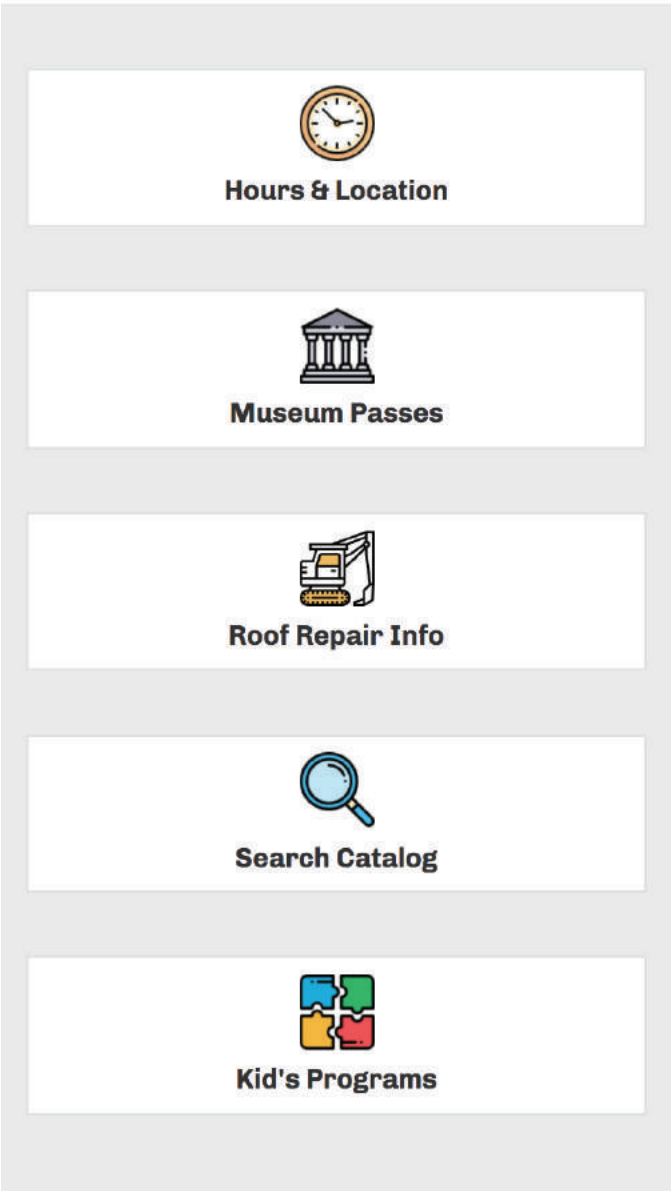 Hours & Location
Museum Passes
Roof Repair Info
Search Catalog
Kid's Programs